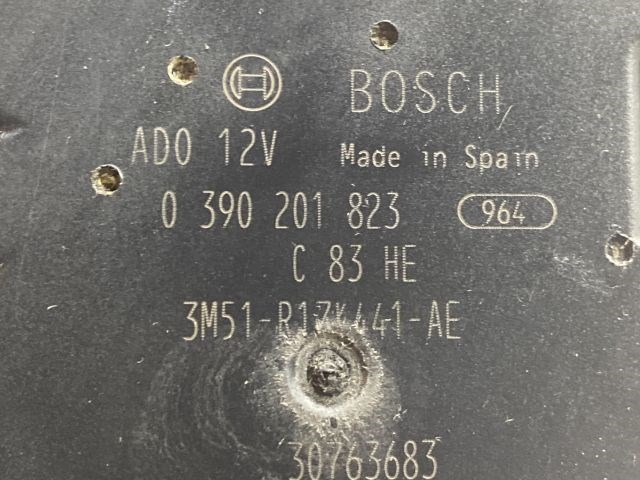 BOSCH
ADO 12V Made in Spain
0 390 201 823 964
C 83 HE
3M51-R17K441-AE
30763683